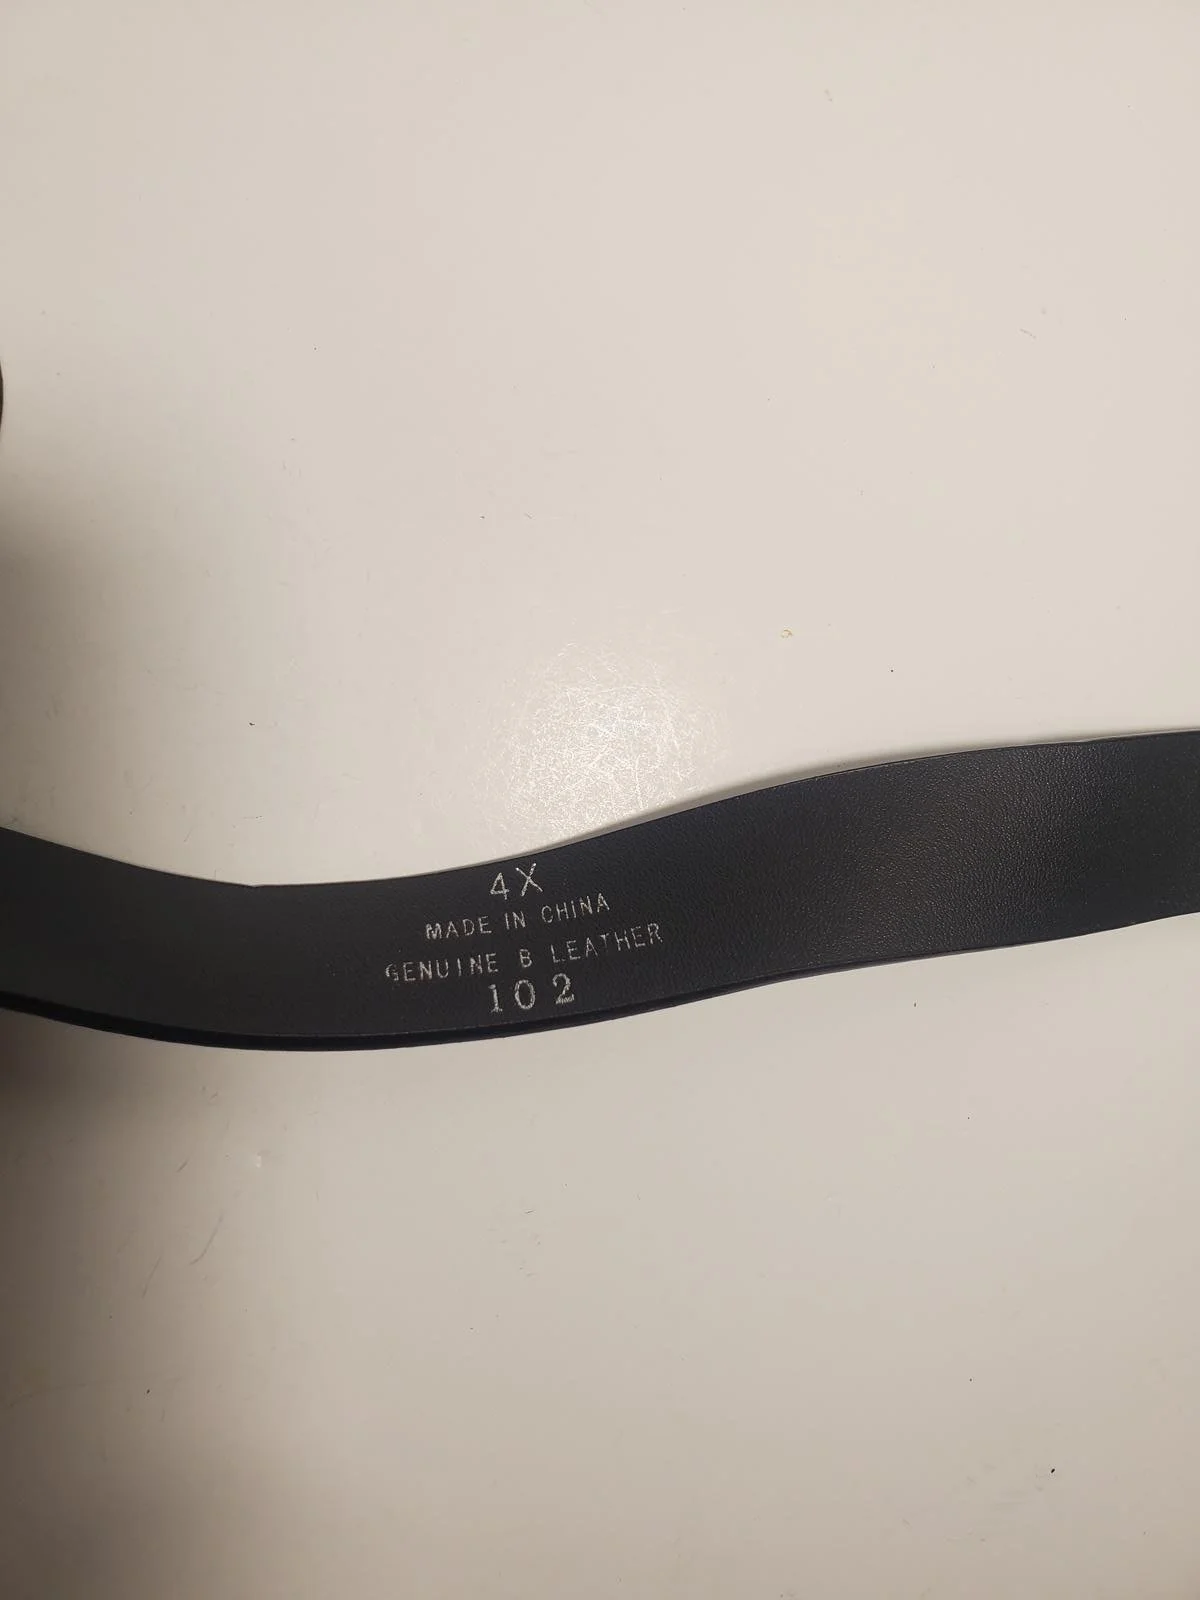 4X
MADE IN CHINA
GENUINE B LEATHER
102